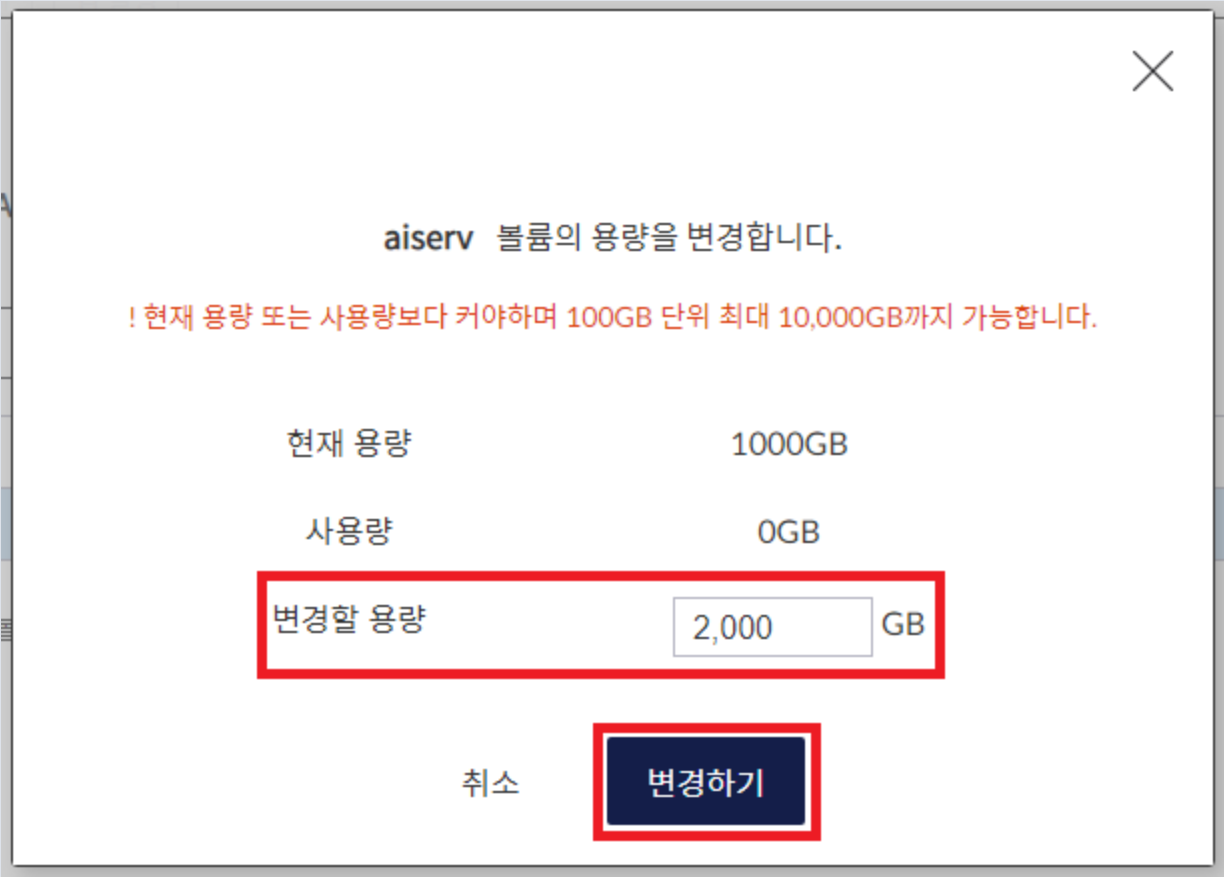 aiserv 볼륨의 용량을 변경합니다.
! 현재 용량 또는 사용량보다 커야하며 100GB 단위 최대 10,000GB까지 가능합니다.
현재 용량 1000GB
사용량 0GB
변경할 용량 2,000 GB
취소 변경하기